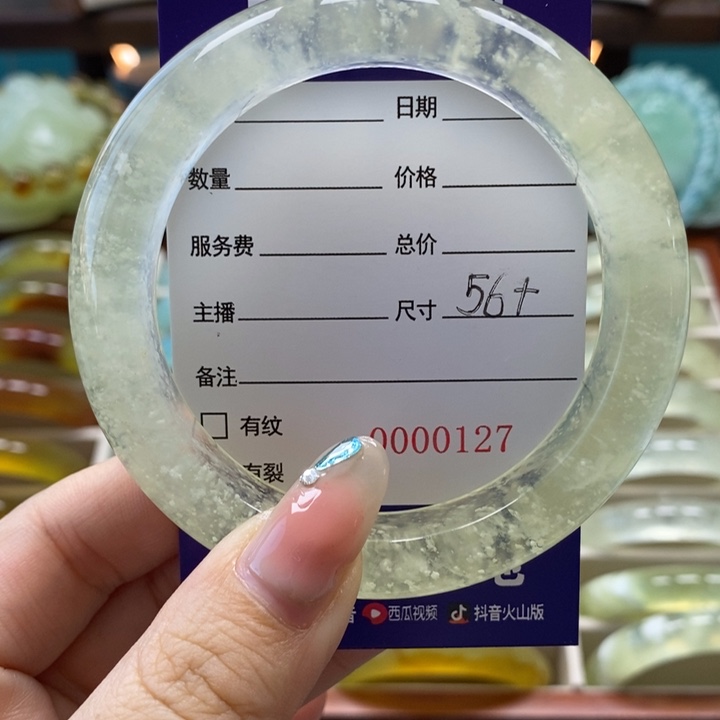 日期
数量 价格
服务费 总价
主播 尺寸 56+
备注
有纹
0000127
有裂
音 西瓜视频 抖音火山版